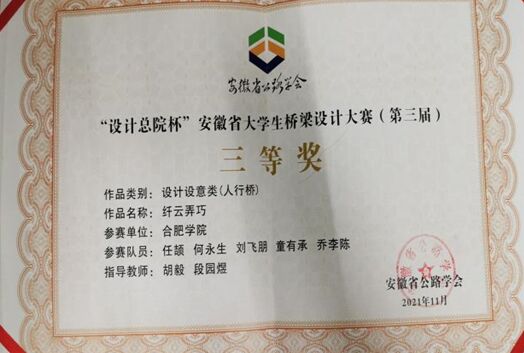 安徽省公路学会
“设计总院杯”安徽省大学生桥梁设计大赛（第三届）
三等奖
作品类别：设计设意类(人行桥)
作品名称：纤云弄巧
参赛单位：合肥学院
参赛队员：任颉 何永生 刘飞朋 童有承 乔李陈
指导教师：胡毅 段园煜
安徽省公路学会
2021年11月